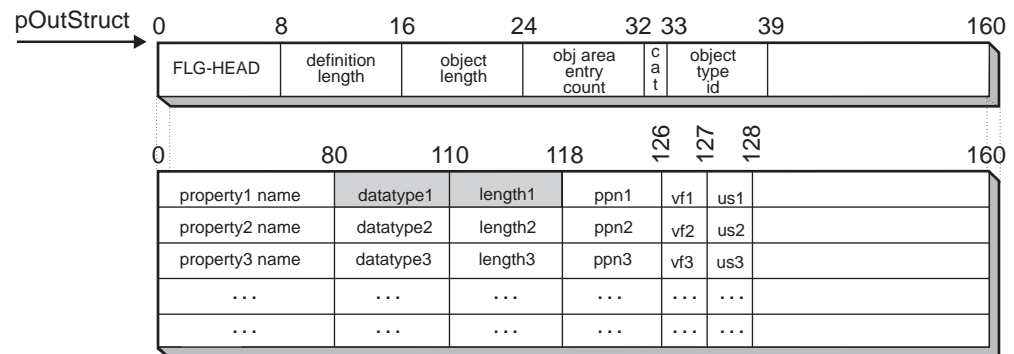 pOutStruct
0 8 16 24 32 33 39 160
FLG-HEAD definition length object length obj area entry count cat object type id
0 80 110 118 126 127 128 160
property1 name datatype1 length1 ppn1 vf1 us1
property2 name datatype2 length2 ppn2 vf2 us2
property3 name datatype3 length3 ppn3 vf3 us3
... ... ... ... ... ...
... ... ... ... ... ...